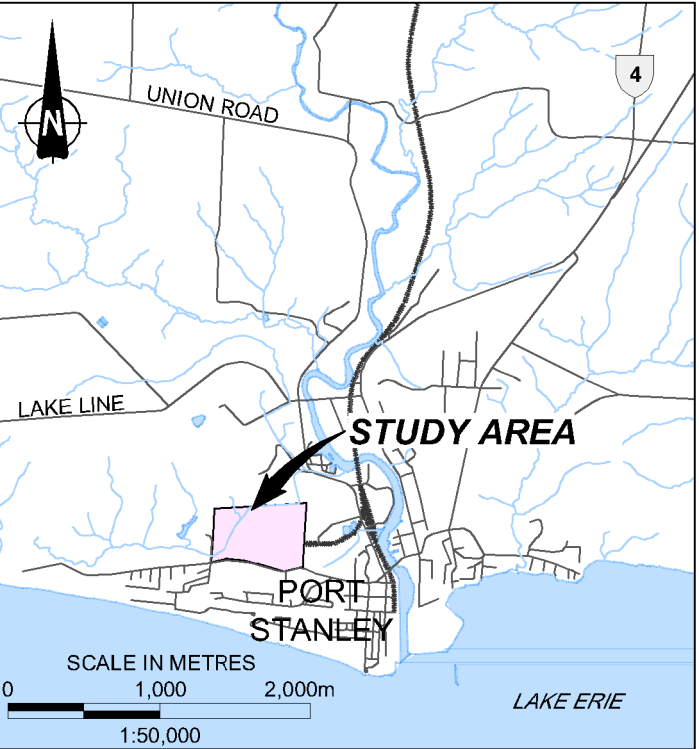 4
UNION ROAD
N
LAKE LINE
STUDY AREA
PORT
STANLEY
SCALE IN METRES
0 1,000 2,000m
1:50,000
LAKE ERIE